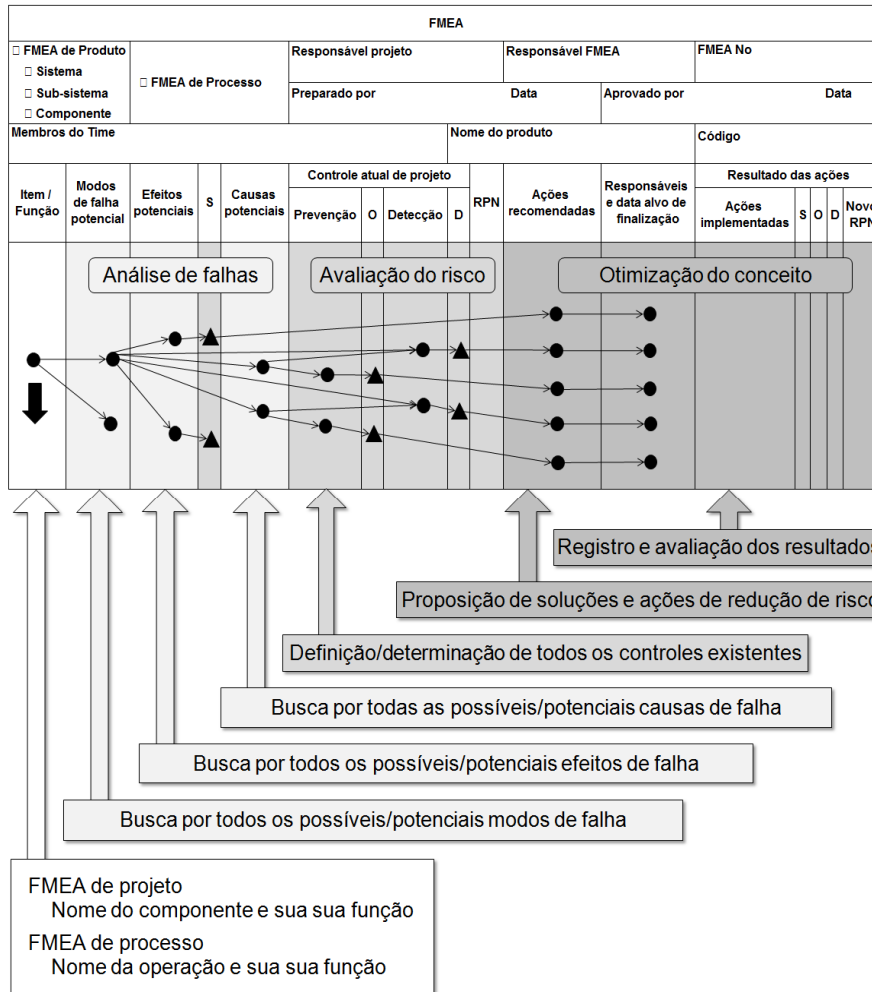 FMEA
□ FMEA de Produto
□ Sistema
□ Sub-sistema
□ Componente
□ FMEA de Processo
Responsável projeto
Responsável FMEA
FMEA No
Preparado por
Data
Aprovado por
Data
Membros do Time
Nome do produto
Código
Item /
Função
Modos
de falha
potencial
Efeitos
potenciais
S
Causas
potenciais
Controle atual de projeto
Prevenção
O
Detecção
D
RPN
Ações
recomendadas
Responsáveis
e data alvo de
finalização
Resultado das ações
Ações
implementadas
S
O
D
Novo
RPN
Análise de falhas
Avaliação do risco
Otimização do conceito
Registro e avaliação dos resultados
Proposição de soluções e ações de redução de risco
Definição/determinação de todos os controles existentes
Busca por todas as possíveis/potenciais causas de falha
Busca por todos os possíveis/potenciais efeitos de falha
Busca por todos os possíveis/potenciais modos de falha
FMEA de projeto
Nome do componente e sua sua função
FMEA de processo
Nome da operação e sua sua função